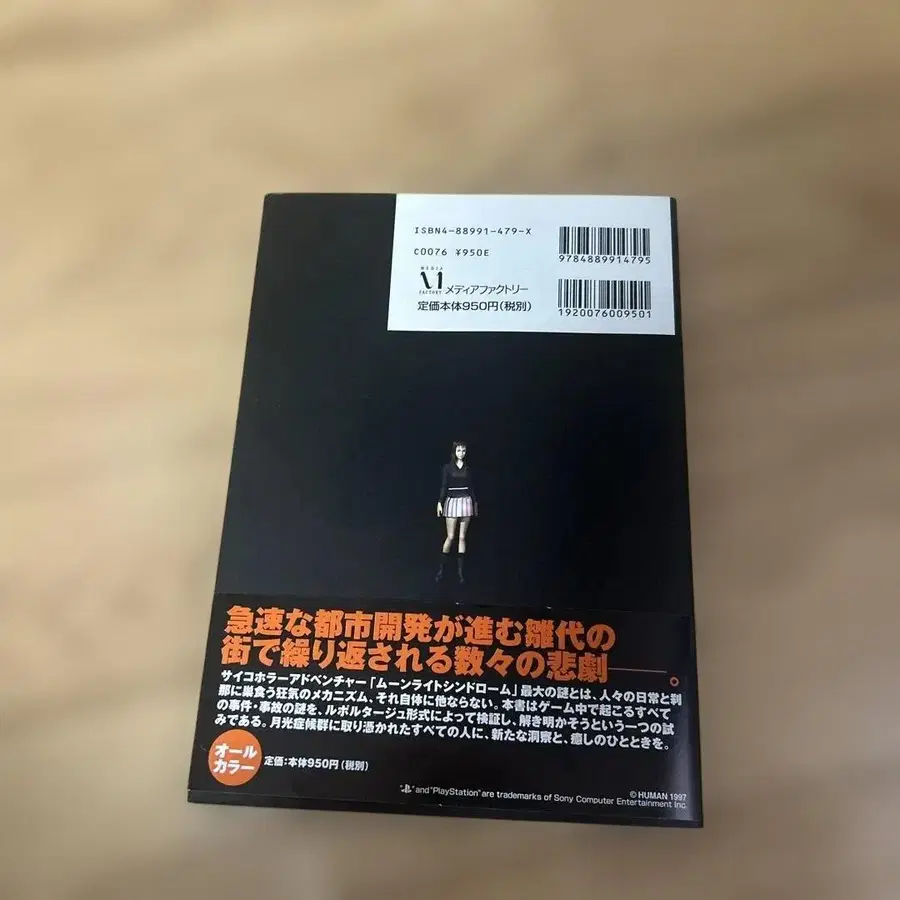 ISBN4-88991-479-X
C0076 ¥950E
MEDIA
FACTORY
メディアファクトリー
定価本体950円(税別)
9784889914795
1920076009501
急速な都市開発が進む雛代の
街で繰り返される数々の悲劇――。
サイコホラーアドベンチャー「ムーンライトシンドローム」最大の謎とは、人々の日常と刹
那に巣食う狂気のメカニズム、それ自体に他ならない。本書はゲーム中で起こるすべて
の事件・事故の謎を、ルポルタージュ形式によって検証し、解き明かそうという一つの試
みである。月光症候群に取り憑かれたすべての人に、新たな洞察と、癒しのひとときを。
オール
カラー
定価:本体950円(税別)
© HUMAN 1997
" " and "PlayStation" are trademarks of Sony Computer Entertainment Inc.